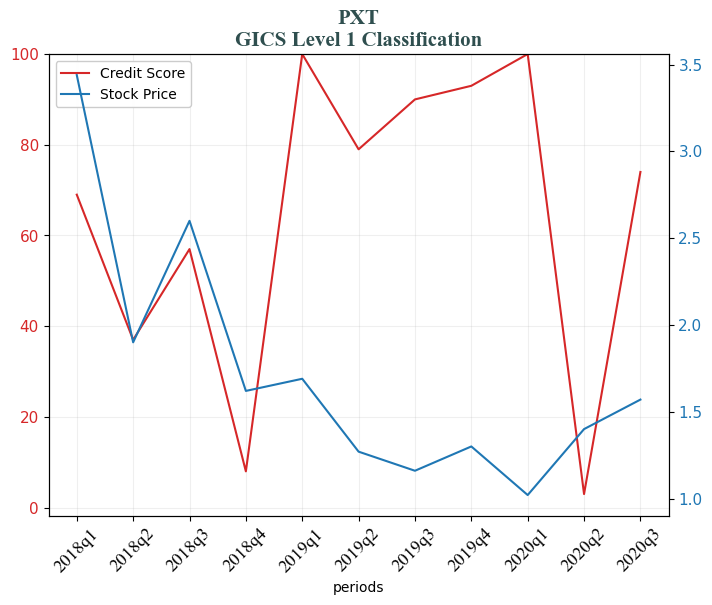 PXT
GICS Level 1 Classification
Credit Score
Stock Price
100
80
60
40
20
0
3.5
3.0
2.5
2.0
1.5
1.0
2018q1 2018q2 2018q3 2018q4 2019q1 2019q2 2019q3 2019q4 2020q1 2020q2 2020q3
periods